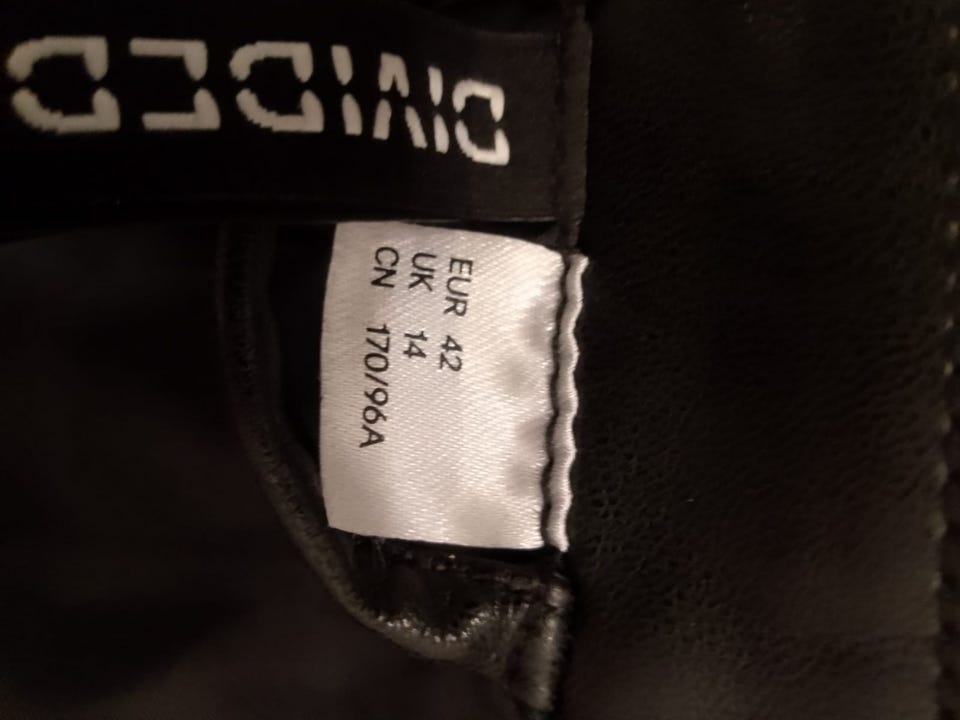 DIVIDED
EUR 42
UK 14
CN 170/96A